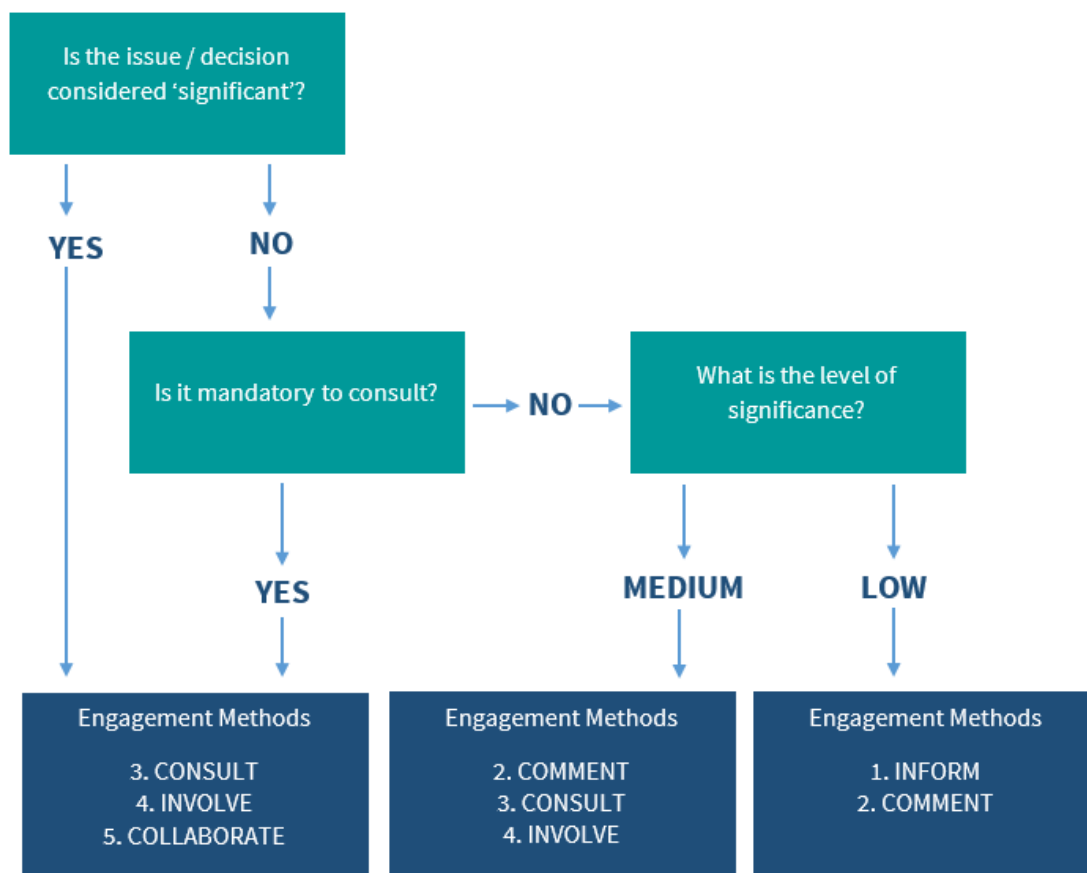 Is the issue / decision
considered ‘significant’?
YES
NO
Is it mandatory to consult?
NO
What is the level of
significance?
YES
MEDIUM
LOW
Engagement Methods
3. CONSULT
4. INVOLVE
5. COLLABORATE
Engagement Methods
2. COMMENT
3. CONSULT
4. INVOLVE
Engagement Methods
1. INFORM
2. COMMENT